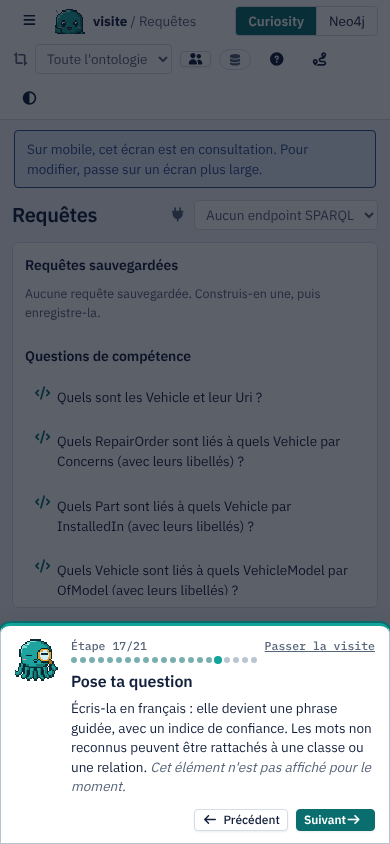 visite / Requêtes
Curiosity
Neo4j
Toute l'ontologie
Sur mobile, cet écran est en consultation. Pour
modifier, passe sur un écran plus large.
Requêtes
Aucun endpoint SPARQL
Requêtes sauvegardées
Aucune requête sauvegardée. Construis-en une, puis
enregistre-la.
Questions de compétence
Quels sont les Vehicle et leur Uri ?
Quels RepairOrder sont liés à quels Vehicle par
Concerns (avec leurs libellés) ?
Quels Part sont liés à quels Vehicle par
InstalledIn (avec leurs libellés) ?
Quels Vehicle sont liés à quels VehicleModel par
OfModel (avec leurs libellés) ?
Étape 17/21
Passer la visite
Pose ta question
Écris-la en français : elle devient une phrase
guidée, avec un indice de confiance. Les mots non
reconnus peuvent être rattachés à une classe ou
une relation. Cet élément n'est pas affiché pour le
moment.
← Précédent
Suivant→